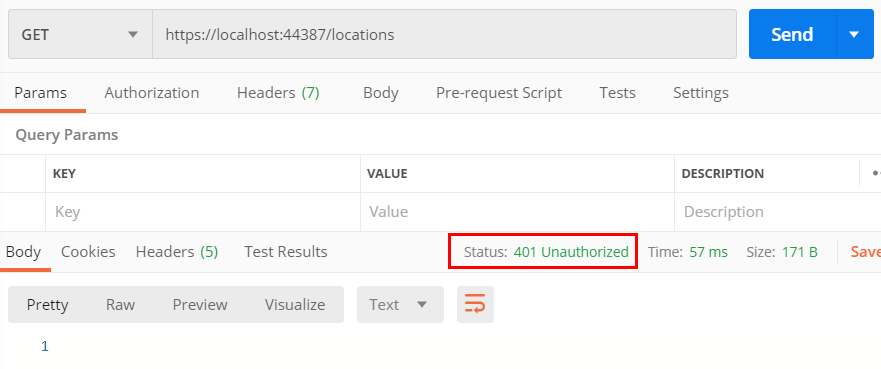 GET https://localhost:44387/locations Send
Params Authorization Headers (7) Body Pre-request Script Tests Settings
Query Params
KEY VALUE DESCRIPTION
Key Value Description
Body Cookies Headers (5) Test Results Status: 401 Unauthorized Time: 57 ms Size: 171 B Save
Pretty Raw Preview Visualize Text
1